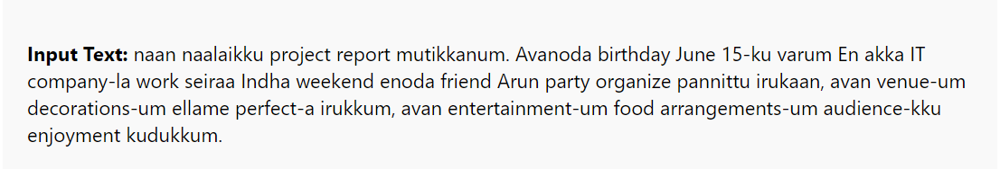 Input Text: naan naalaikku project report mutikkanum. Avanoda birthday June 15-ku varum En akka IT
company-la work seiraa Indha weekend enoda friend Arun party organize pannittu irukaan, avan venue-um
decorations-um ellame perfect-a irukkum, avan entertainment-um food arrangements-um audience-kku
enjoyment kudukkum.